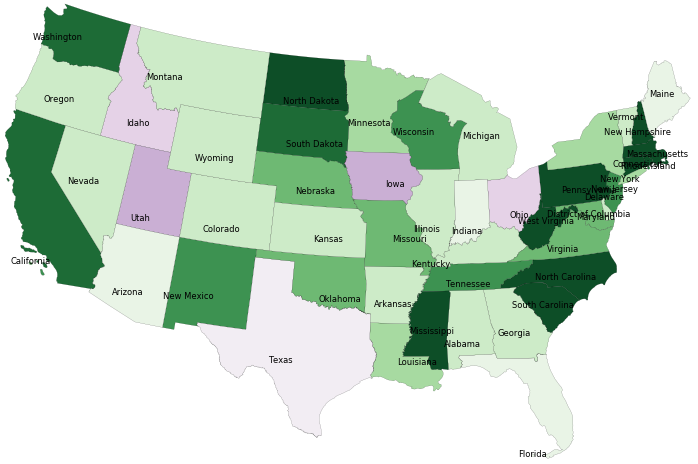 Washington
Maine
Montana
Oregon
North Dakota
Vermont
Minnesota
Idaho
Wisconsin
New Hampshire
Michigan
South Dakota
Massachusetts
Wyoming
Connecticut
Rhode Island
Nevada
Iowa
New York
Nebraska
Pennsylvania
New Jersey
Delaware
Utah
Ohio
District of Columbia
Maryland
West Virginia
Colorado
Illinois
Indiana
Kansas
Missouri
Virginia
California
Kentucky
North Carolina
Tennessee
Arizona
New Mexico
Oklahoma
Arkansas
South Carolina
Mississippi
Georgia
Alabama
Texas
Louisiana
Florida